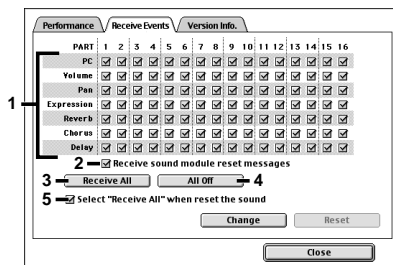 Performance Receive Events Version Info.
PART 1 2 3 4 5 6 7 8 9 10 11 12 13 14 15 16
PC
Volume
Pan
Expression
Reverb
Chorus
Delay
1
2 Receive sound module reset messages
3 Receive All All Off 4
5 Select "Receive All" when reset the sound
Change Reset
Close